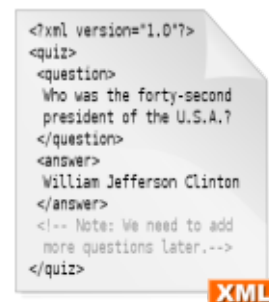 <?xml version="1.0"?>
<quiz>
<question>
Who was the forty-second
president of the U.S.A.?
</question>
<answer>
William Jefferson Clinton
</answer>
<!-- Note: We need to add
more questions later.-->
</quiz>
XML